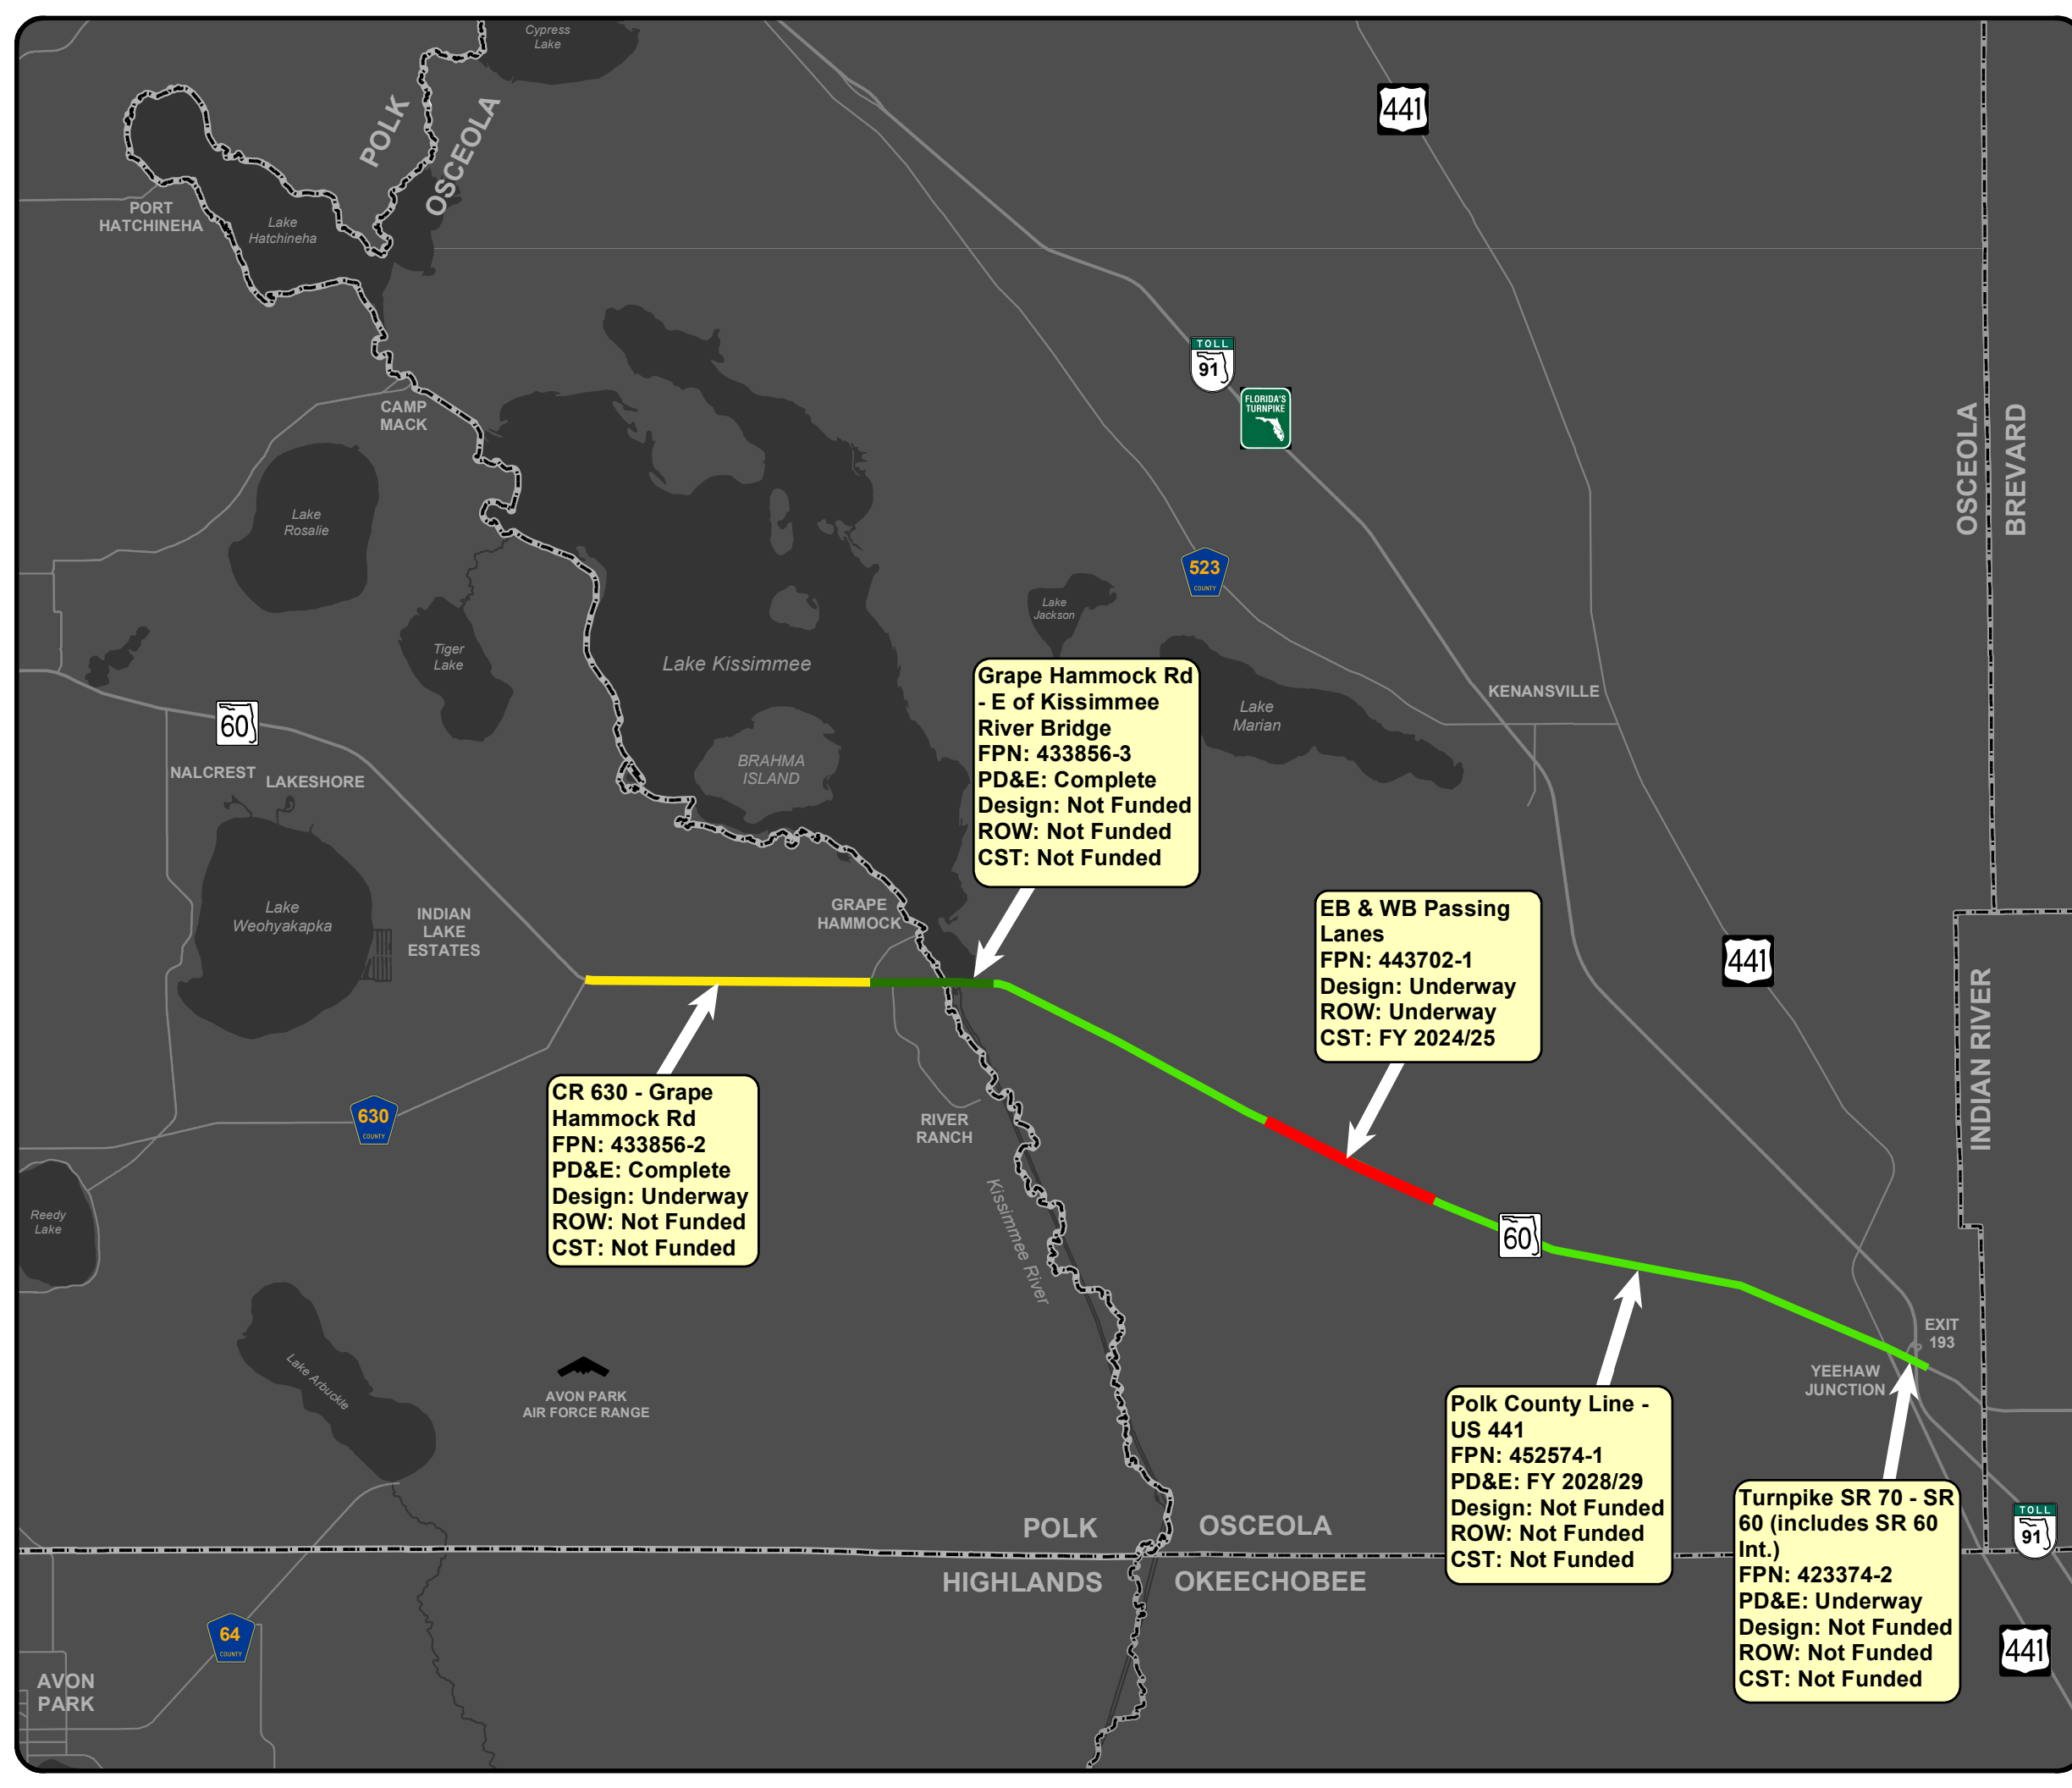 Cypress
Lake
POLK
OSCEOLA
441
PORT
HATCHINEHA
Lake
Hatchineha
TOLL
91
FLORIDA'S
TURNPIKE
CAMP
MACK
OSCEOLA
BREVARD
Lake
Rosalie
523
COUNTY
Lake
Jackson
Tiger
Lake
Lake Kissimmee
KENANSVILLE
Lake
Marian
60
NALCREST
LAKESHORE
BRAHMA
ISLAND
Grape Hammock Rd
- E of Kissimmee
River Bridge
FPN: 433856-3
PD&E: Complete
Design: Not Funded
ROW: Not Funded
CST: Not Funded
Lake
Weohyakapka
INDIAN
LAKE
ESTATES
GRAPE
HAMMOCK
EB & WB Passing
Lanes
FPN: 443702-1
Design: Underway
ROW: Underway
CST: FY 2024/25
441
INDIAN RIVER
630
COUNTY
CR 630 - Grape
Hammock Rd
FPN: 433856-2
PD&E: Complete
Design: Underway
ROW: Not Funded
CST: Not Funded
RIVER
RANCH
Reedy
Lake
Kissimmee River
60
EXIT
193
YEEHAW
JUNCTION
Lake Arbuckle
AVON PARK
AIR FORCE RANGE
Polk County Line -
US 441
FPN: 452574-1
PD&E: FY 2028/29
Design: Not Funded
ROW: Not Funded
CST: Not Funded
Turnpike SR 70 - SR
60 (includes SR 60
Int.)
FPN: 423374-2
PD&E: Underway
Design: Not Funded
ROW: Not Funded
CST: Not Funded
TOLL
91
POLK
OSCEOLA
HIGHLANDS
OKEECHOBEE
64
COUNTY
441
AVON
PARK